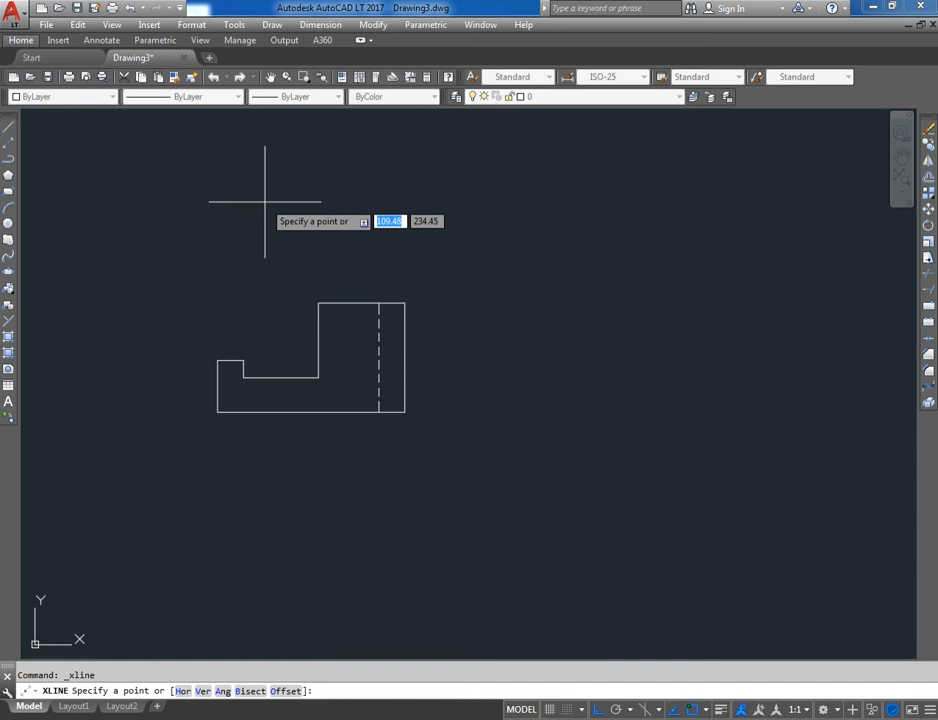 Autodesk AutoCAD LT 2017 Drawing3.dwg
Type a keyword or phrase
Sign In
LT
File Edit View Insert Format Tools Draw Dimension Modify Parametric Window Express
Home Insert Annotate Parametric View Manage Output A360
Start Drawing3*
Standard ISO-25 Standard Standard
ByLayer ByLayer ByLayer ByColor 0
Specify a point or 109.48 234.45
Y
X
Command: _xline
XLINE Specify a point or [Hor Ver Ang Bisect Offset]:
Model Layout1 Layout2 +
MODEL 1:1